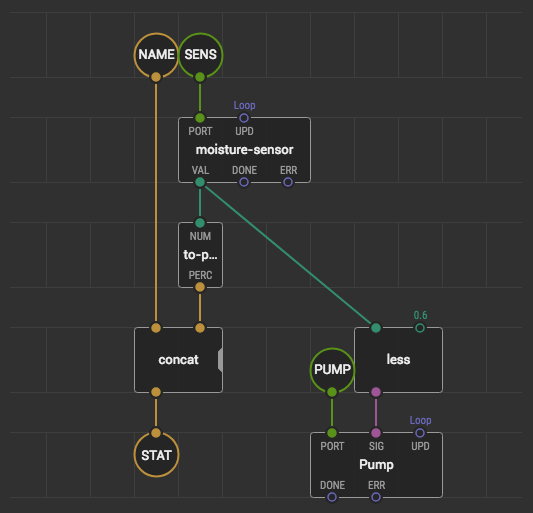 NAME SENS
Loop
PORT UPD
moisture-sensor
VAL DONE ERR
NUM
to-p...
PERC
0.6
concat
less
PUMP
Loop
STAT
PORT SIG UPD
Pump
DONE ERR